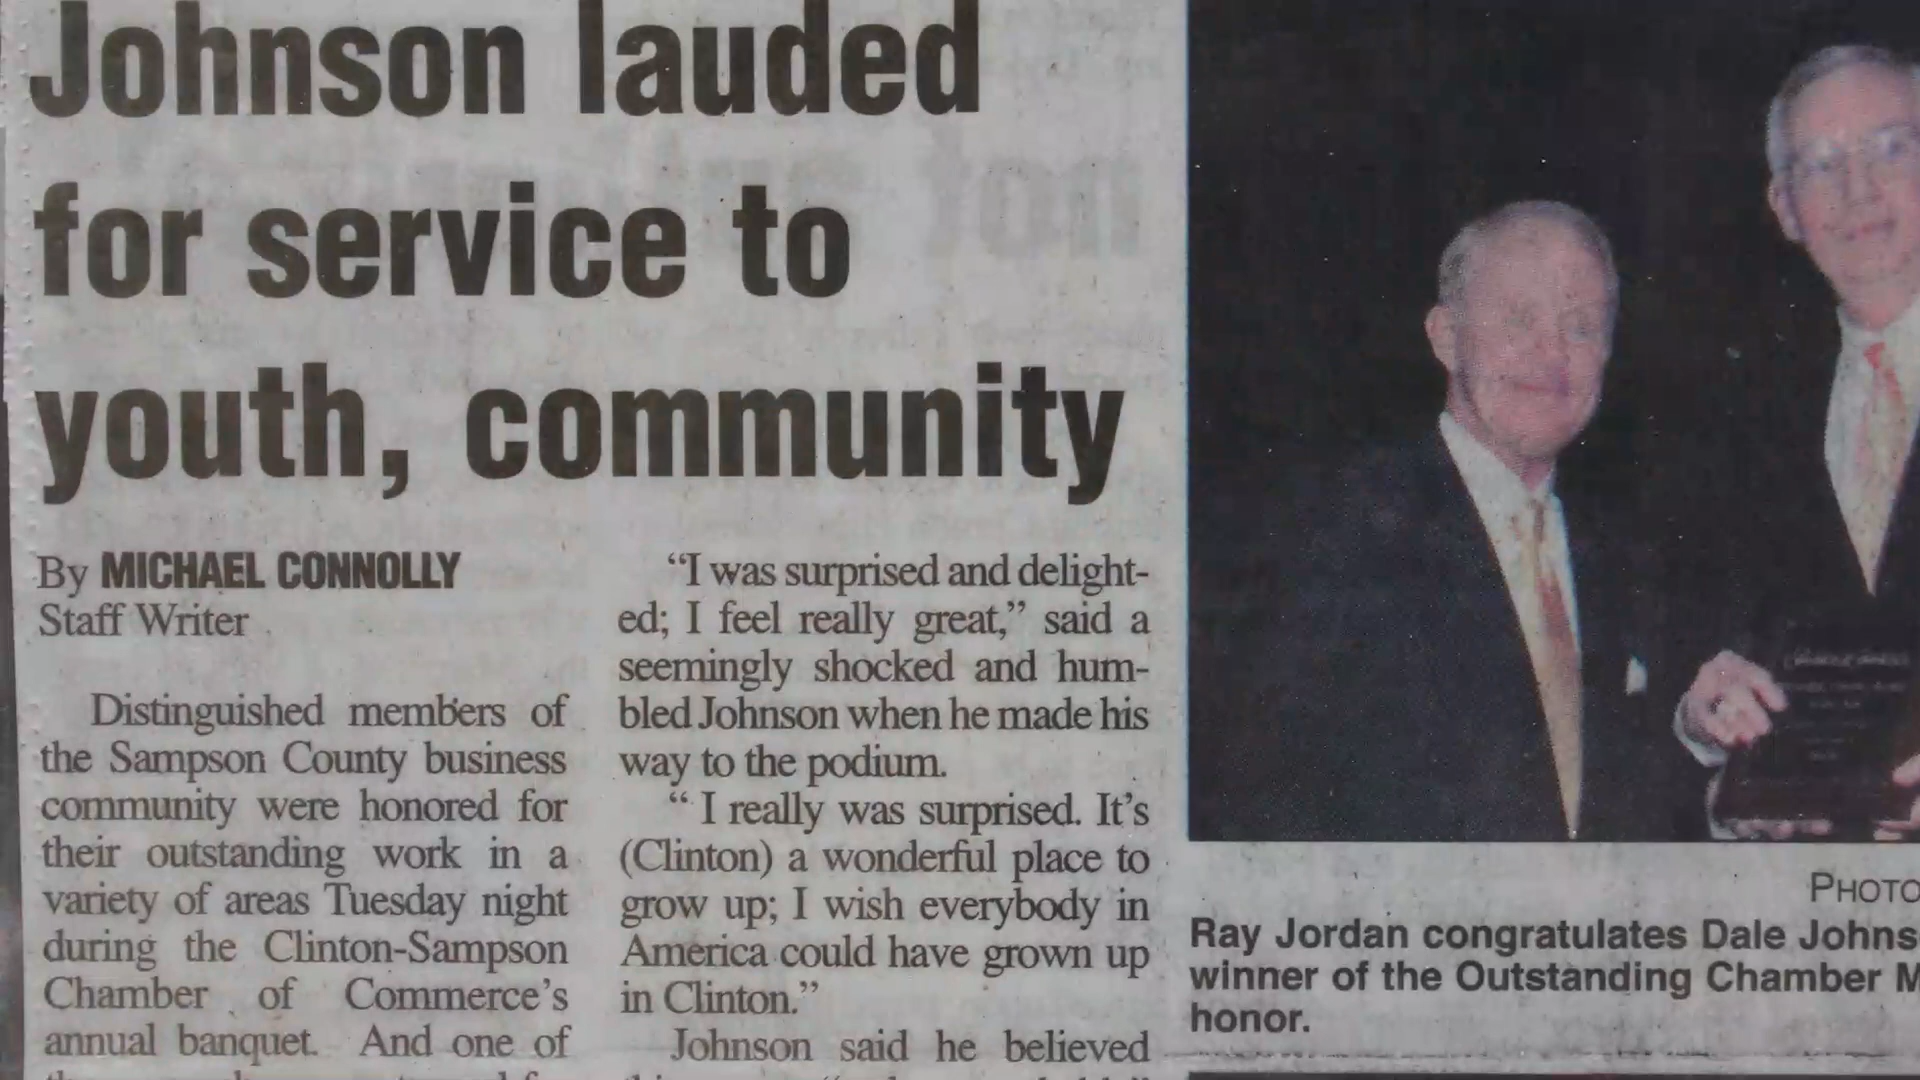 Johnson lauded
for service to
youth, community
By MICHAEL CONNOLLY
Staff Writer
Distinguished members of
the Sampson County business
community were honored for
their outstanding work in a
variety of areas Tuesday night
during the Clinton-Sampson
Chamber of Commerce's
annual banquet. And one of
“I was surprised and delight-
ed; I feel really great,” said a
seemingly shocked and hum-
bled Johnson when he made his
way to the podium.
“ I really was surprised. It’s
(Clinton) a wonderful place to
grow up; I wish everybody in
America could have grown up
in Clinton.”
Johnson said he believed
PHOTO
Ray Jordan congratulates Dale Johns
winner of the Outstanding Chamber M
honor.